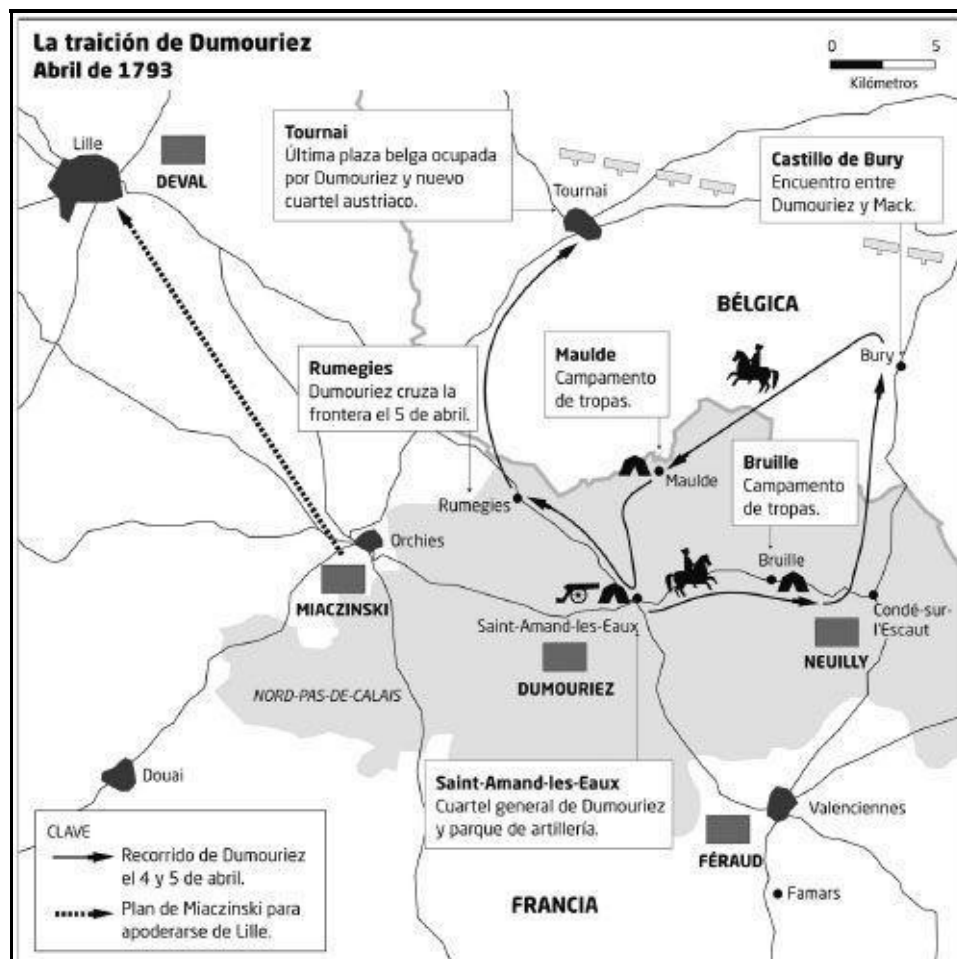 La traición de Dumouriez
Abril de 1793
0 5
Kilómetros
Lille
DEVAL
Tournai
Última plaza belga ocupada
por Dumouriez y nuevo
cuartel austriaco.
Tournai
Castillo de Bury
Encuentro entre
Dumouriez y Mack.
BÉLGICA
Rumegies
Dumouriez cruza la
frontera el 5 de abril.
Maulde
Campamento
de tropas.
Bury
Bruille
Campamento
de tropas.
Rumegies
Maulde
Orchies
Bruille
MIACZINSKI
Saint-Amand-les-Eaux
Condé-sur-
l'Escaut
DUMOURIEZ
NEUILLY
NORD-PAS-DE-CALAIS
Douai
Saint-Amand-les-Eaux
Cuartel general de Dumouriez
y parque de artillería.
Valenciennes
FÉRAUD
Famars
FRANCIA
CLAVE
Recorrido de Dumouriez
el 4 y 5 de abril.
Plan de Miaczinski para
apoderarse de Lille.